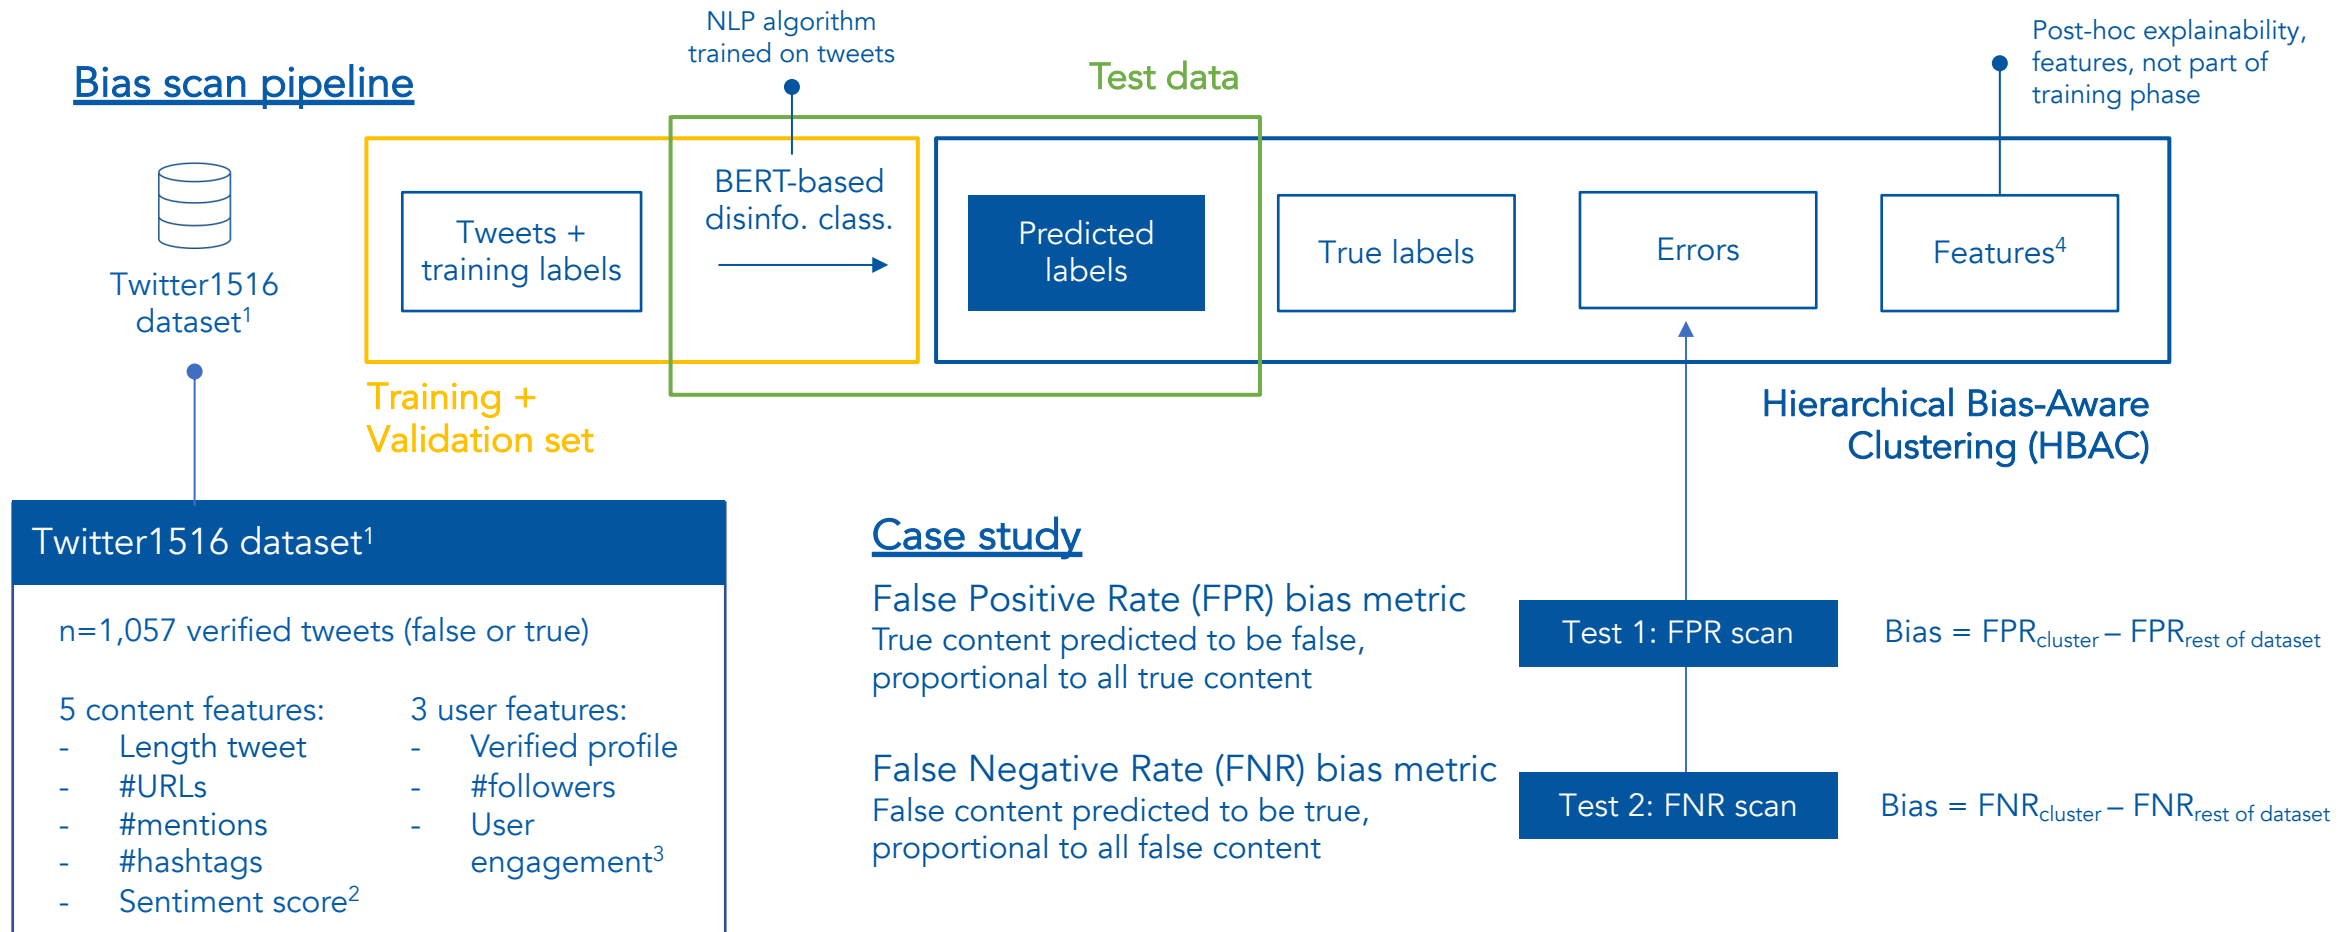 NLP algorithm
trained on tweets
Post-hoc explainability,
features, not part of
training phase
Bias scan pipeline
Test data
Twitter1516
dataset¹
Tweets +
training labels
BERT-based
disinfo. class.
Predicted
labels
True labels
Errors
Features⁴
Training +
Validation set
Hierarchical Bias-Aware
Clustering (HBAC)
Twitter1516 dataset¹
n=1,057 verified tweets (false or true)
5 content features:
- Length tweet
- #URLs
- #mentions
- #hashtags
- Sentiment score²
3 user features:
- Verified profile
- #followers
- User
engagement³
Case study
False Positive Rate (FPR) bias metric
True content predicted to be false,
proportional to all true content
Test 1: FPR scan
Bias = FPRcluster – FPRrest of dataset
False Negative Rate (FNR) bias metric
False content predicted to be true,
proportional to all false content
Test 2: FNR scan
Bias = FNRcluster – FNRrest of dataset